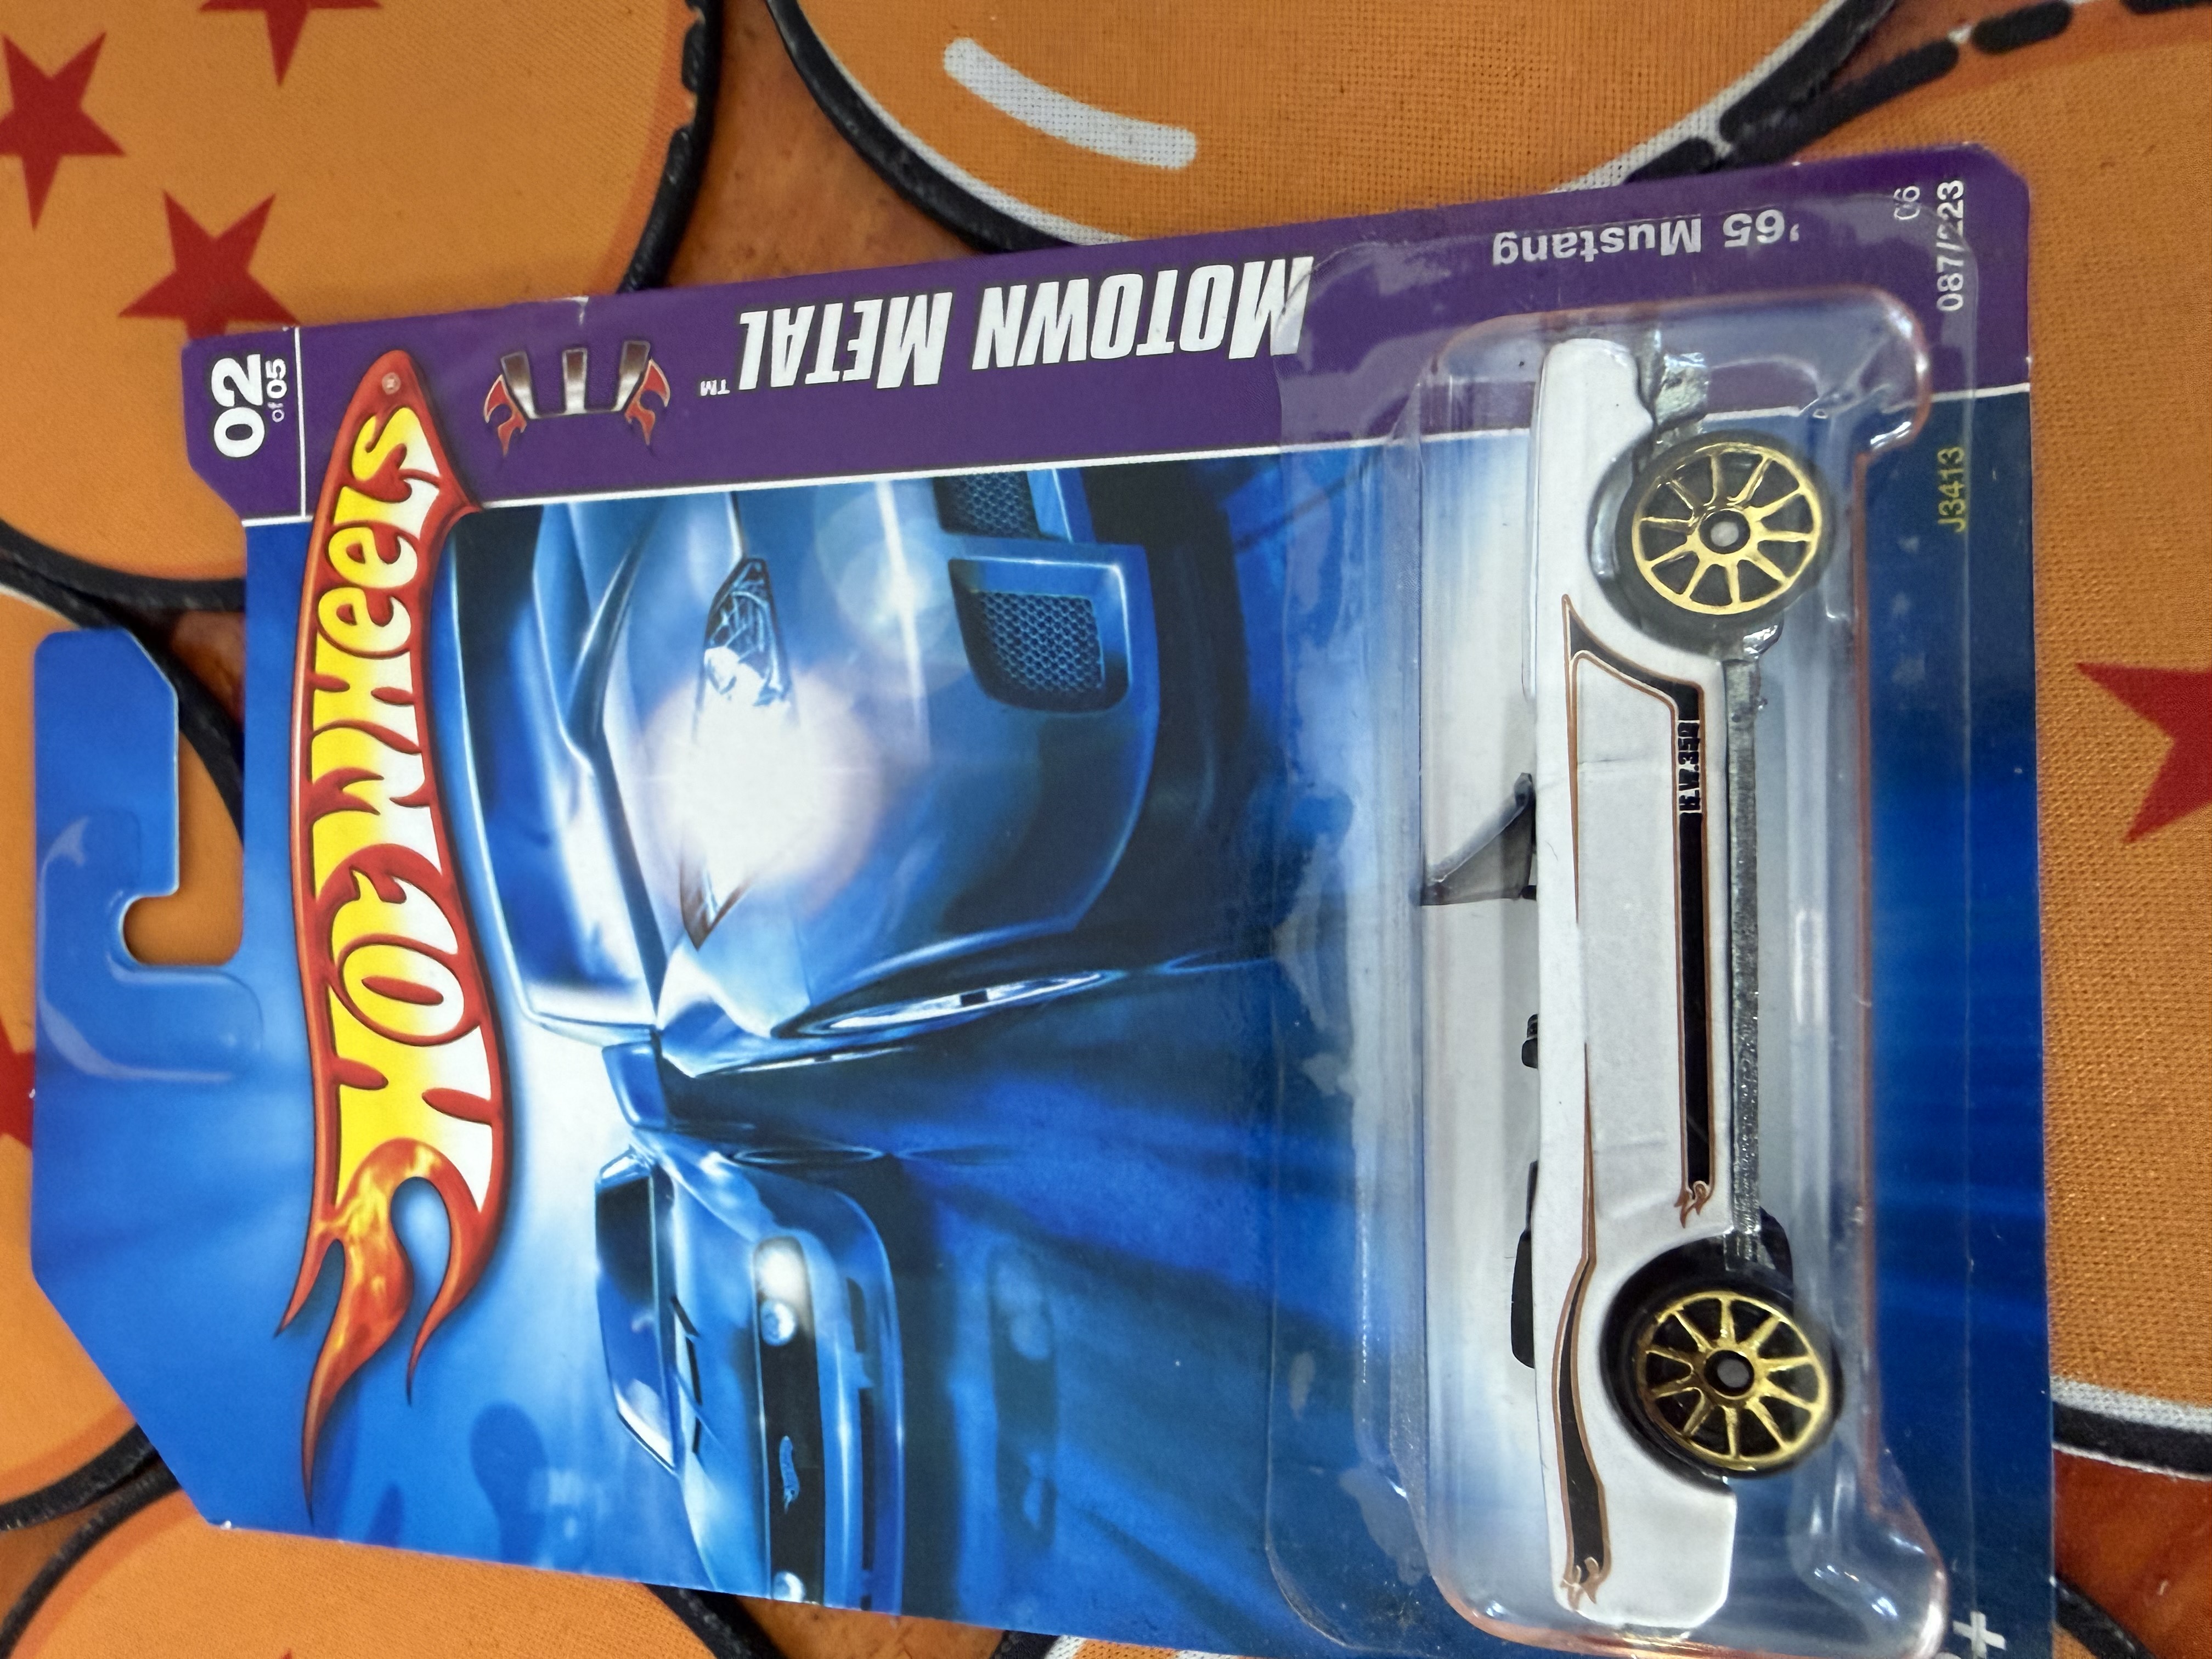 HOT WHEELS
02
of 05
MOTOWN METAL™
'65 Mustang
06
087/223
J3413